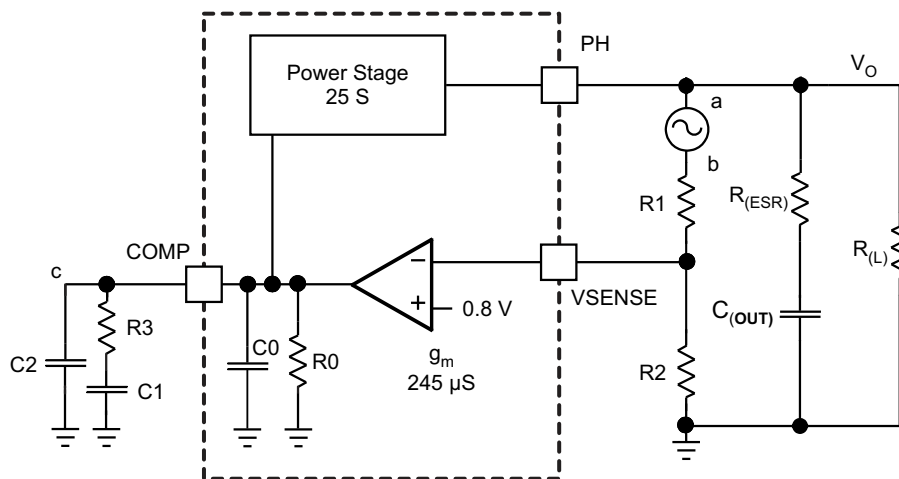 PH
Power Stage
25 S
V_O
a
b
R1
R_(ESR)
R_(L)
COMP
c
VSENSE
0.8 V
−
+
R3
C2
C1
C0
R0
g_m
245 µS
R2
C_(OUT)